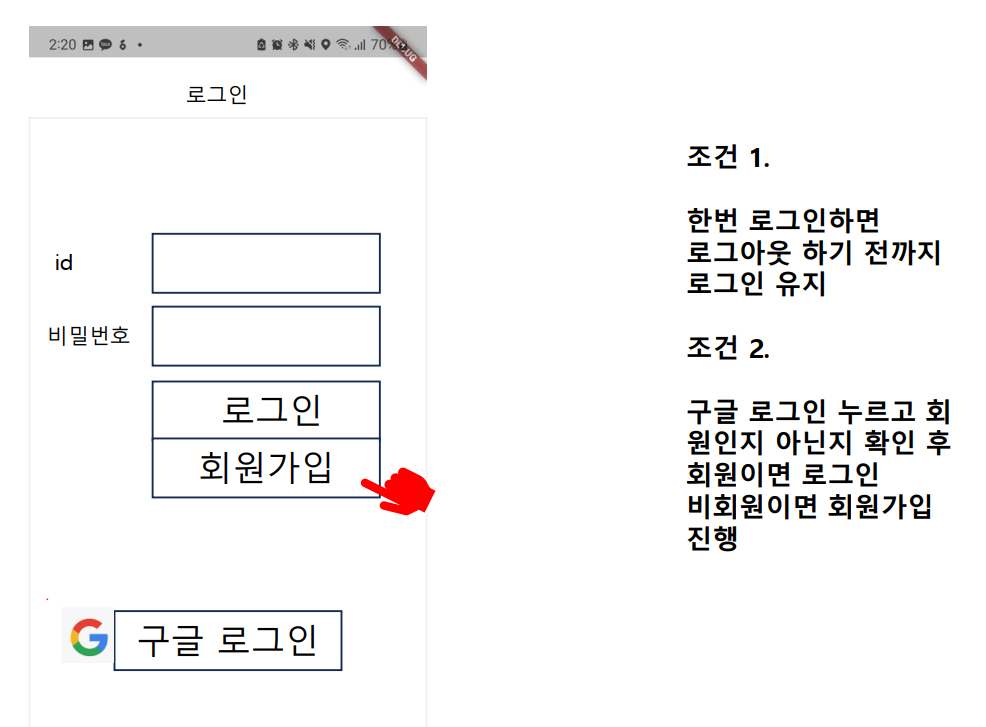 2:20
70%
DEBUG
로그인
id
비밀번호
로그인
회원가입
구글 로그인
조건 1.
한번 로그인하면
로그아웃 하기 전까지
로그인 유지
조건 2.
구글 로그인 누르고 회
원인지 아닌지 확인 후
회원이면 로그인
비회원이면 회원가입
진행